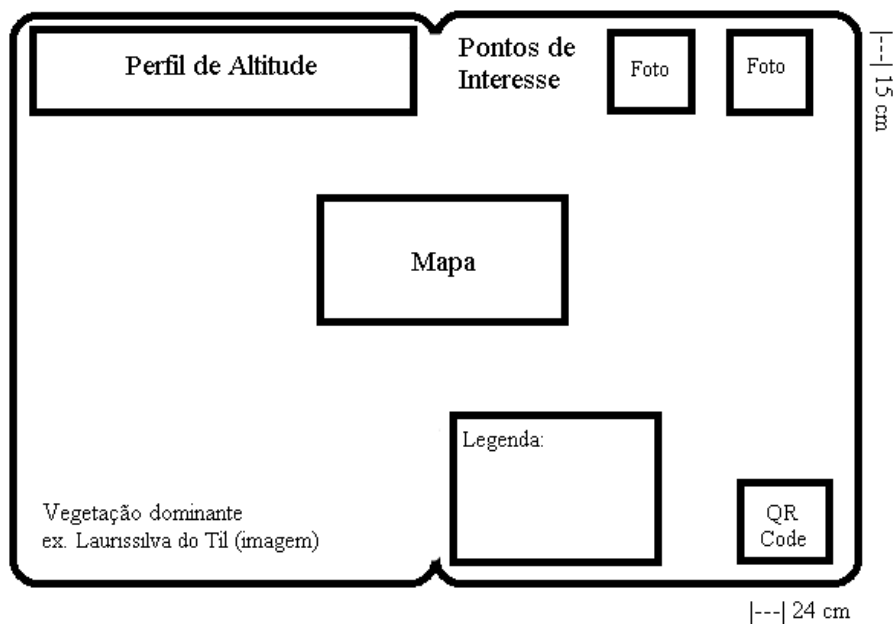 Perfil de Altitude
Pontos de
Interesse
Foto
Foto
|---| 15 cm
Mapa
Legenda:
Vegetação dominante
ex. Laurissilva do Til (imagem)
QR
Code
|---| 24 cm